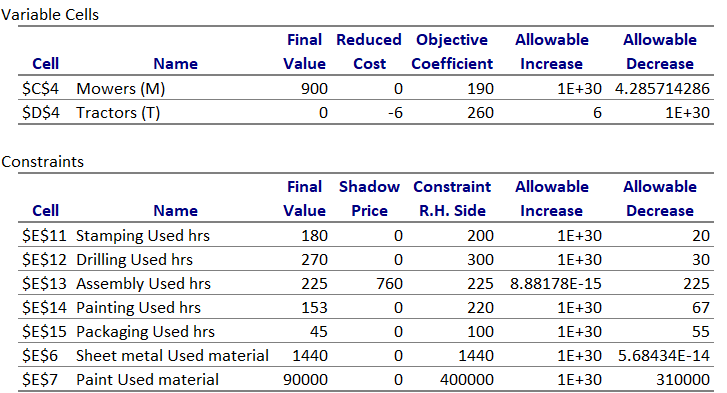 Variable Cells
Final Reduced Objective Allowable Allowable
Cell Name Value Cost Coefficient Increase Decrease
$C$4 Mowers (M) 900 0 190 1E+30 4.285714286
$D$4 Tractors (T) 0 -6 260 6 1E+30
Constraints
Final Shadow Constraint Allowable Allowable
Cell Name Value Price R.H. Side Increase Decrease
$E$11 Stamping Used hrs 180 0 200 1E+30 20
$E$12 Drilling Used hrs 270 0 300 1E+30 30
$E$13 Assembly Used hrs 225 760 225 8.88178E-15 225
$E$14 Painting Used hrs 153 0 220 1E+30 67
$E$15 Packaging Used hrs 45 0 100 1E+30 55
$E$6 Sheet metal Used material 1440 0 1440 1E+30 5.68434E-14
$E$7 Paint Used material 90000 0 400000 1E+30 310000